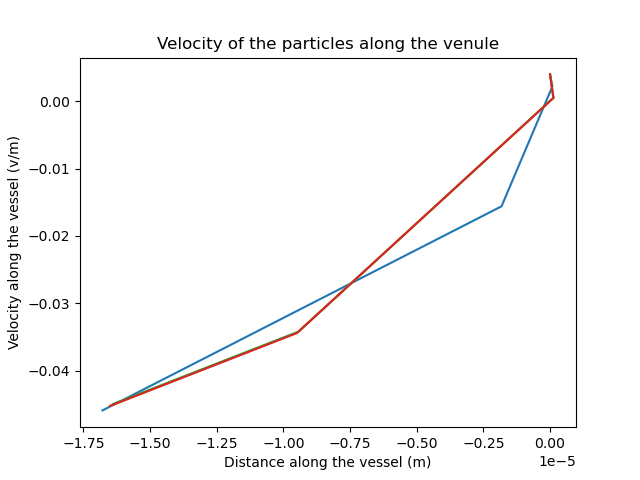 Velocity of the particles along the venule
Velocity along the vessel (v/m)
0.00
−0.01
−0.02
−0.03
−0.04
−1.75 −1.50 −1.25 −1.00 −0.75 −0.50 −0.25 0.00
1e−5
Distance along the vessel (m)